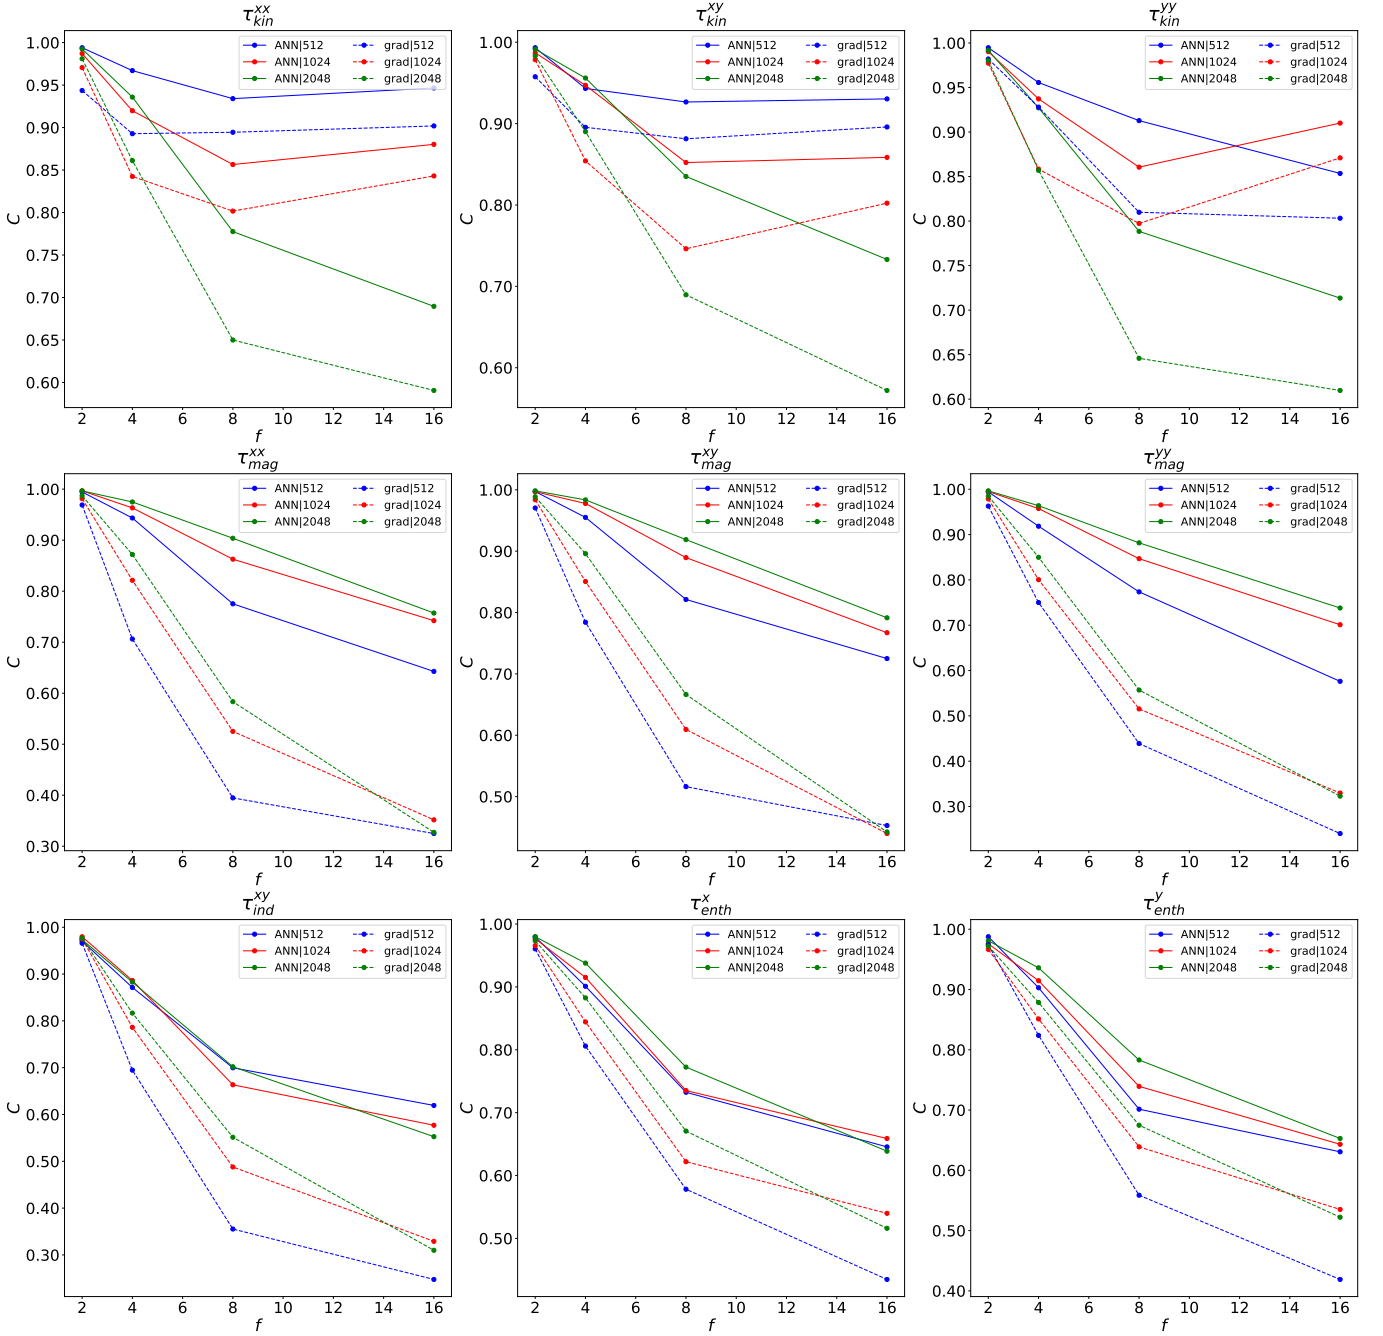 τ_kin^xx
1.00
0.95
0.90
0.85
0.80
0.75
0.70
0.65
0.60
C
2 4 6 8 10 12 14 16
f
ANN|512 grad|512
ANN|1024 grad|1024
ANN|2048 grad|2048
τ_kin^xy
1.00
0.90
0.80
0.70
0.60
C
2 4 6 8 10 12 14 16
f
ANN|512 grad|512
ANN|1024 grad|1024
ANN|2048 grad|2048
τ_kin^yy
1.00
0.95
0.90
0.85
0.80
0.75
0.70
0.65
0.60
C
2 4 6 8 10 12 14 16
f
ANN|512 grad|512
ANN|1024 grad|1024
ANN|2048 grad|2048
τ_mag^xx
1.00
0.90
0.80
0.70
0.60
0.50
0.40
0.30
C
2 4 6 8 10 12 14 16
f
ANN|512 grad|512
ANN|1024 grad|1024
ANN|2048 grad|2048
τ_mag^xy
1.00
0.90
0.80
0.70
0.60
0.50
C
2 4 6 8 10 12 14 16
f
ANN|512 grad|512
ANN|1024 grad|1024
ANN|2048 grad|2048
τ_mag^yy
1.00
0.90
0.80
0.70
0.60
0.50
0.40
0.30
C
2 4 6 8 10 12 14 16
f
ANN|512 grad|512
ANN|1024 grad|1024
ANN|2048 grad|2048
τ_ind^xy
1.00
0.90
0.80
0.70
0.60
0.50
0.40
0.30
C
2 4 6 8 10 12 14 16
f
ANN|512 grad|512
ANN|1024 grad|1024
ANN|2048 grad|2048
τ_enth^x
1.00
0.90
0.80
0.70
0.60
0.50
C
2 4 6 8 10 12 14 16
f
ANN|512 grad|512
ANN|1024 grad|1024
ANN|2048 grad|2048
τ_enth^y
1.00
0.90
0.80
0.70
0.60
0.50
0.40
C
2 4 6 8 10 12 14 16
f
ANN|512 grad|512
ANN|1024 grad|1024
ANN|2048 grad|2048